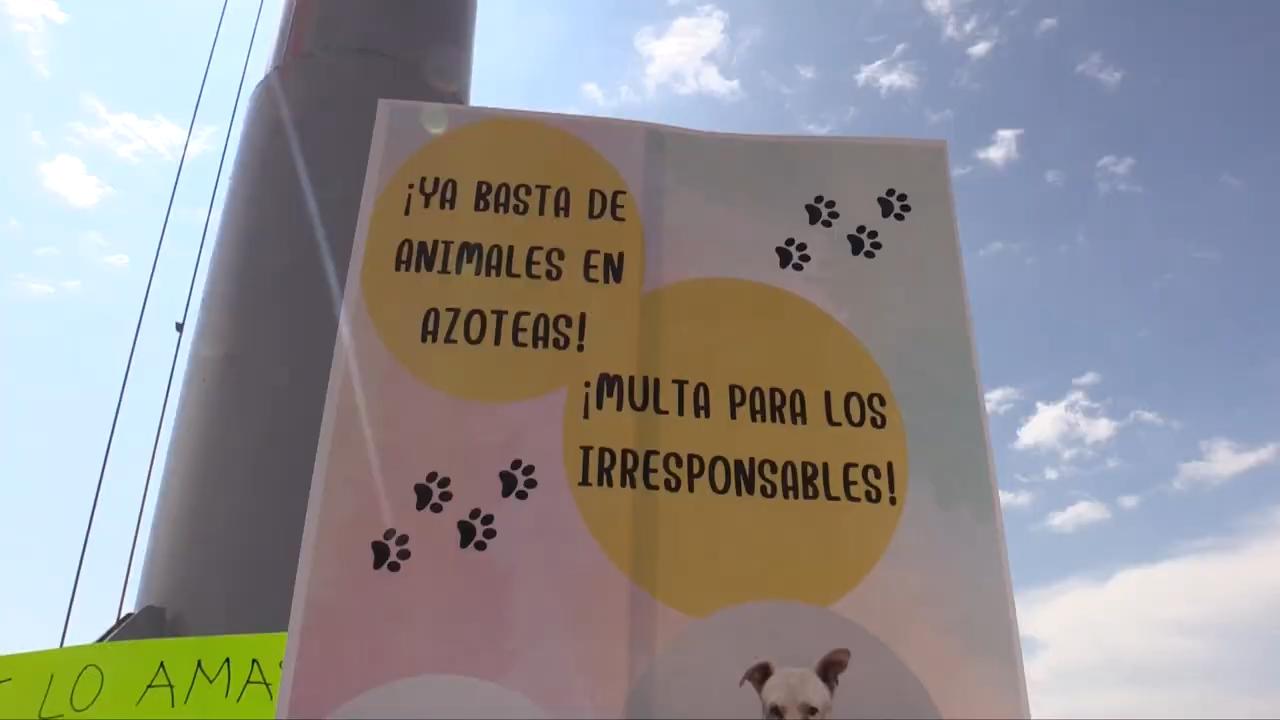 ¡YA BASTA DE
ANIMALES EN
AZOTEAS!
¡MULTA PARA LOS
IRRESPONSABLES!
LO AMA